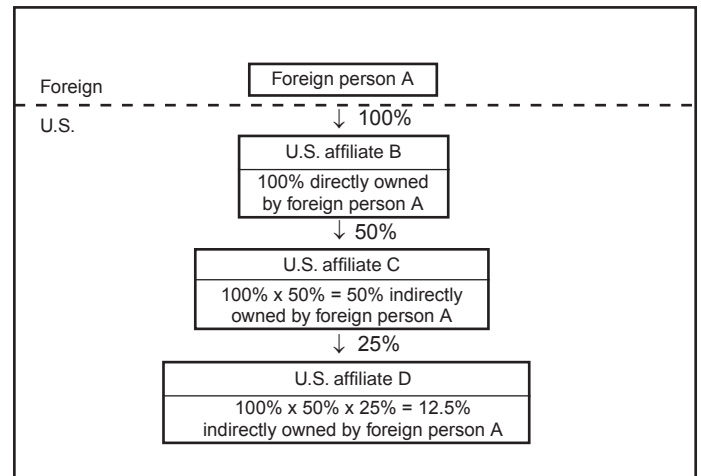 Foreign person A
Foreign
U.S.
↓ 100%
U.S. affiliate B
100% directly owned
by foreign person A
↓ 50%
U.S. affiliate C
100% x 50% = 50% indirectly
owned by foreign person A
↓ 25%
U.S. affiliate D
100% x 50% x 25% = 12.5%
indirectly owned by foreign person A